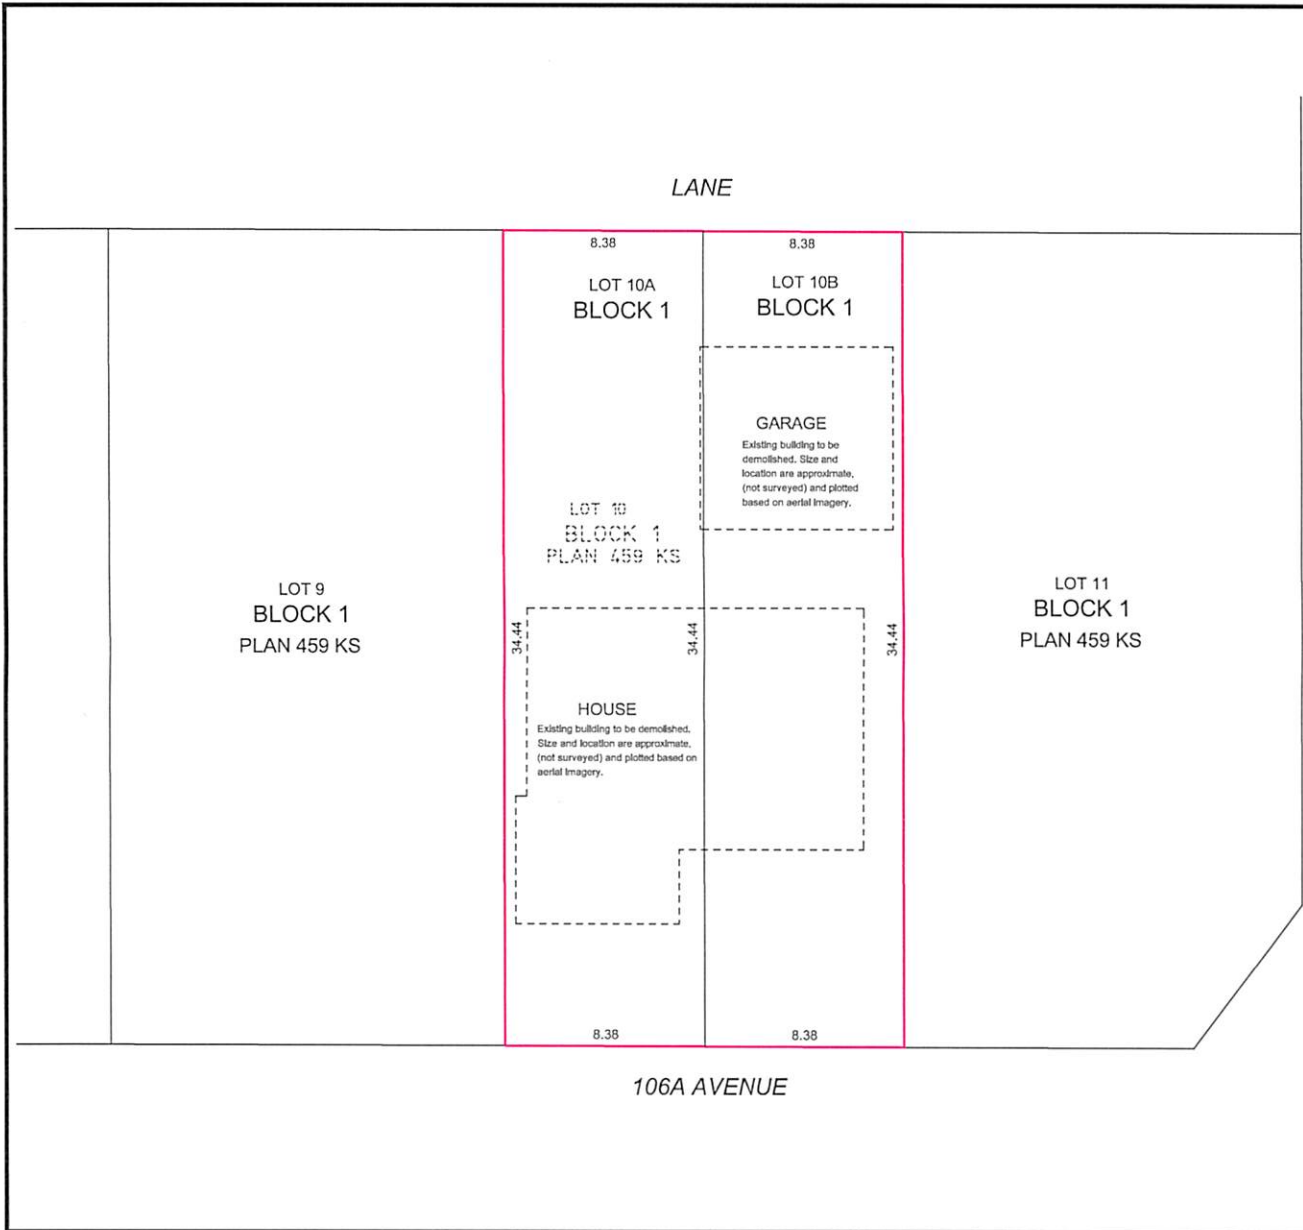 LANE
8.38
8.38
LOT 10A
BLOCK 1
LOT 10B
BLOCK 1
GARAGE
Existing building to be
demolished. Size and
location are approximate,
(not surveyed) and plotted
based on aerial imagery.
LOT 10
BLOCK 1
PLAN 459 KS
LOT 9
BLOCK 1
PLAN 459 KS
34.44
34.44
34.44
LOT 11
BLOCK 1
PLAN 459 KS
HOUSE
Existing building to be demolished.
Size and location are approximate,
(not surveyed) and plotted based on
aerial imagery.
8.38
8.38
106A AVENUE